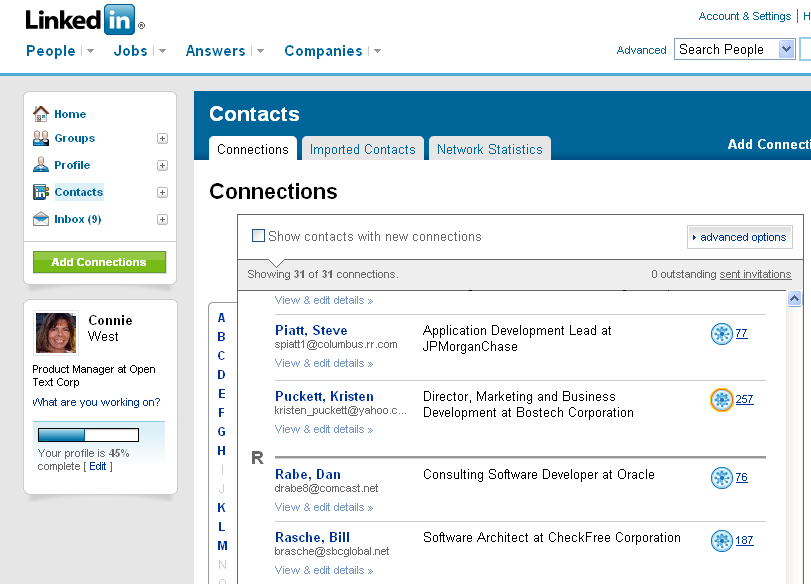 Linked in ®
Account & Settings | H
People Jobs Answers Companies
Advanced Search People
Home
Groups
Profile
Contacts
Inbox (9)
Add Connections
Connie
West
Product Manager at Open
Text Corp
What are you working on?
Your profile is 45%
complete [ Edit ]
Contacts
Connections Imported Contacts Network Statistics
Add Connecti
Connections
Show contacts with new connections
advanced options
Showing 31 of 31 connections.
0 outstanding sent invitations
A
B
C
D
E
F
G
H
I
J
K
L
M
N
O
View & edit details »
Piatt, Steve
spiatt1@columbus.rr.com
Application Development Lead at
JPMorganChase
77
View & edit details »
Puckett, Kristen
kristen_puckett@yahoo.c...
Director, Marketing and Business
Development at Bostech Corporation
257
View & edit details »
R
Rabe, Dan
drabe8@comcast.net
Consulting Software Developer at Oracle
76
View & edit details »
Rasche, Bill
brasche@sbcglobal.net
Software Architect at CheckFree Corporation
187
View & edit details »